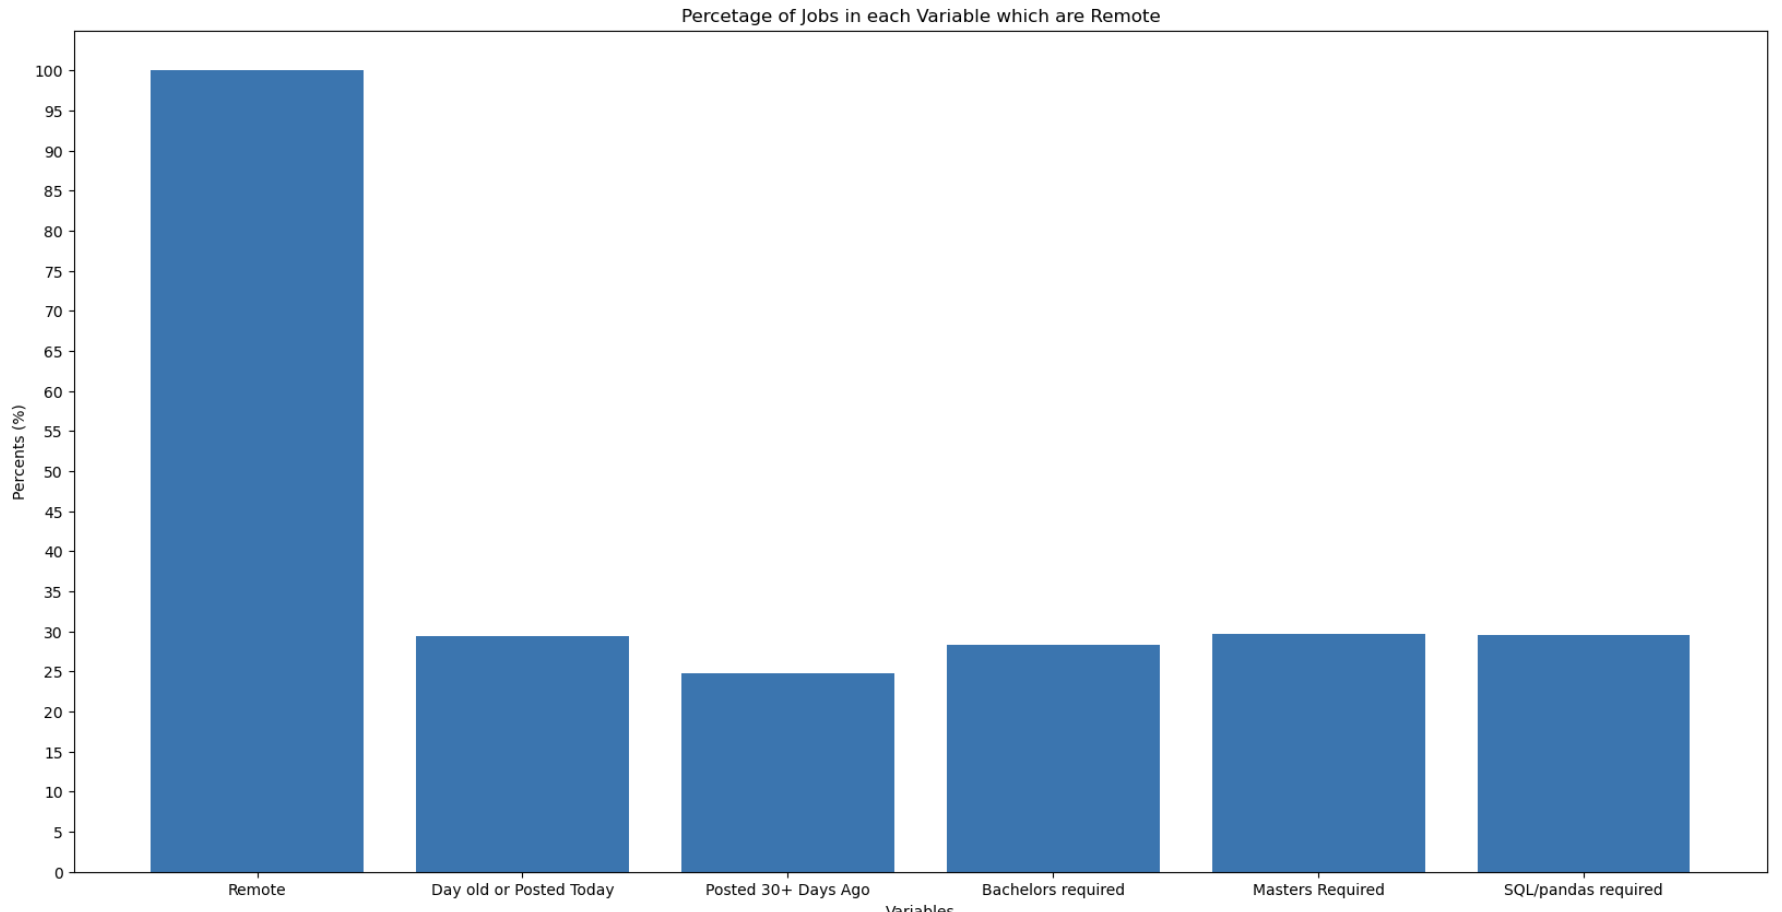 Percetage of Jobs in each Variable which are Remote
Percents (%)
100
95
90
85
80
75
70
65
60
55
50
45
40
35
30
25
20
15
10
5
0
Remote
Day old or Posted Today
Posted 30+ Days Ago
Bachelors required
Masters Required
SQL/pandas required
Variables